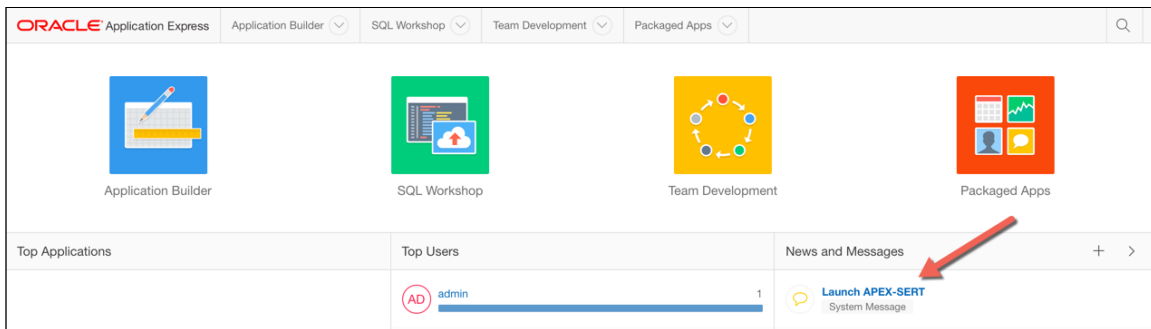 ORACLE Application Express Application Builder SQL Workshop Team Development Packaged Apps
Application Builder SQL Workshop Team Development Packaged Apps
Top Applications Top Users News and Messages
AD admin 1 Launch APEX-SERT
System Message